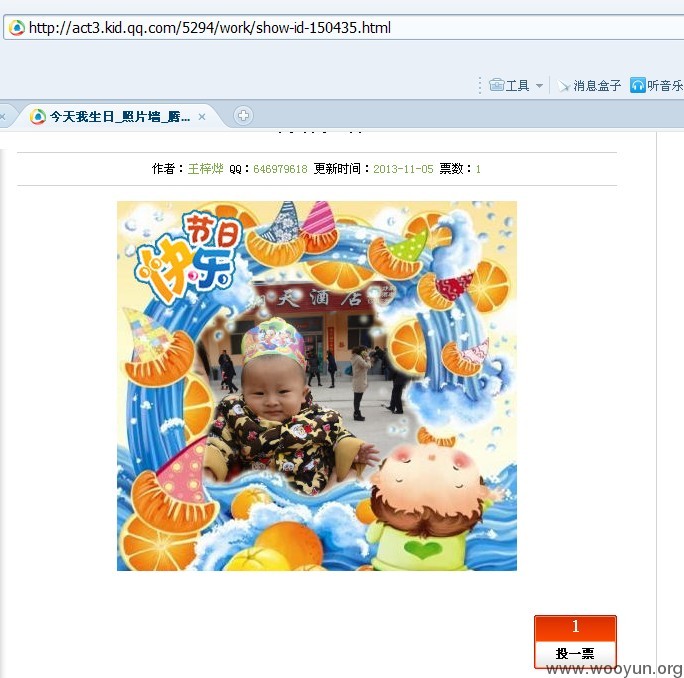 http://act3.kid.qq.com/5294/work/show-id-150435.html
工具 消息盒子 听音乐
今天我生日_照片墙_腾...
作者：王梓烨 QQ：646979618 更新时间：2013-11-05 票数：1
节日
快乐
天酒店
1
投一票
www.wooyun.org